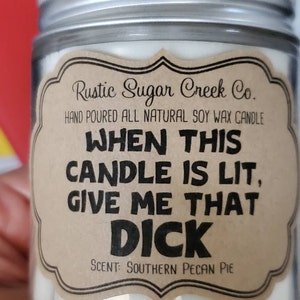 Rustic Sugar Creek Co.
HAND POURED ALL NATURAL SOY WAX CANDLE
WHEN THIS
CANDLE IS LIT,
GIVE ME THAT
DICK
SCENT: SOUTHERN PECAN PIE